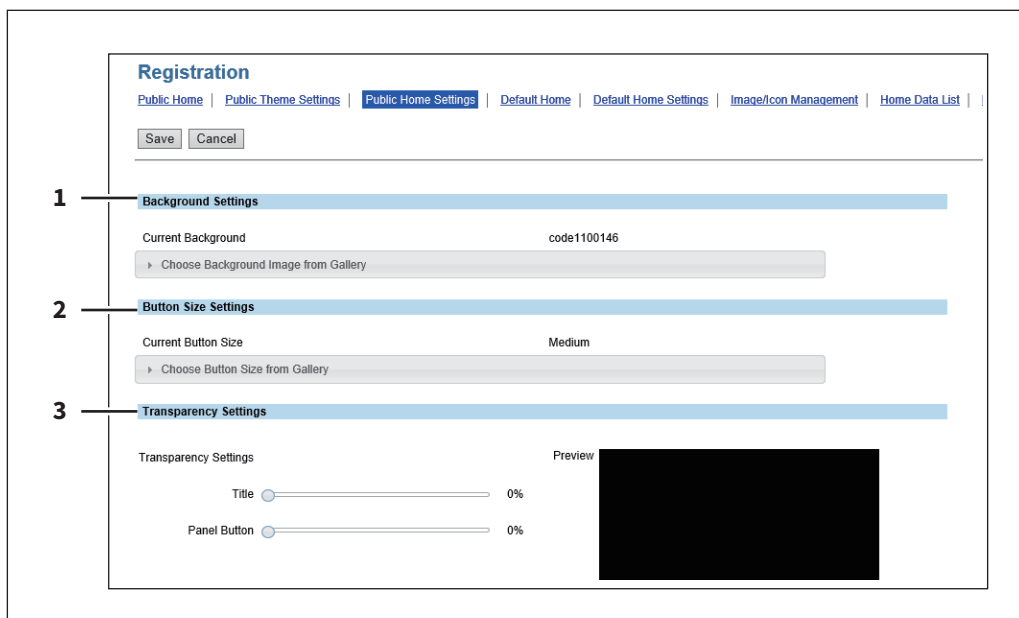 Registration
Public Home | Public Theme Settings | Public Home Settings | Default Home | Default Home Settings | Image/Icon Management | Home Data List |
Save Cancel
1 Background Settings
Current Background code1100146
Choose Background Image from Gallery
2 Button Size Settings
Current Button Size Medium
Choose Button Size from Gallery
3 Transparency Settings
Transparency Settings Preview
Title 0%
Panel Button 0%